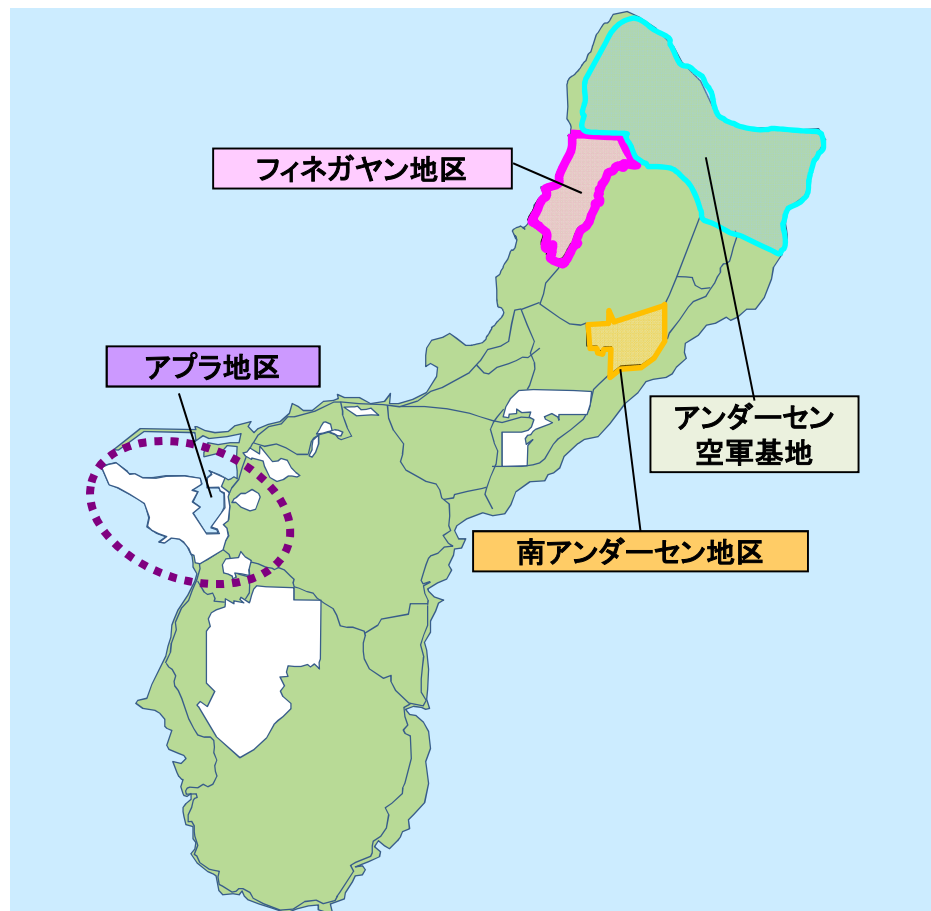 フィネガヤン地区
アプラ地区
アンダーセン
空軍基地
南アンダーセン地区